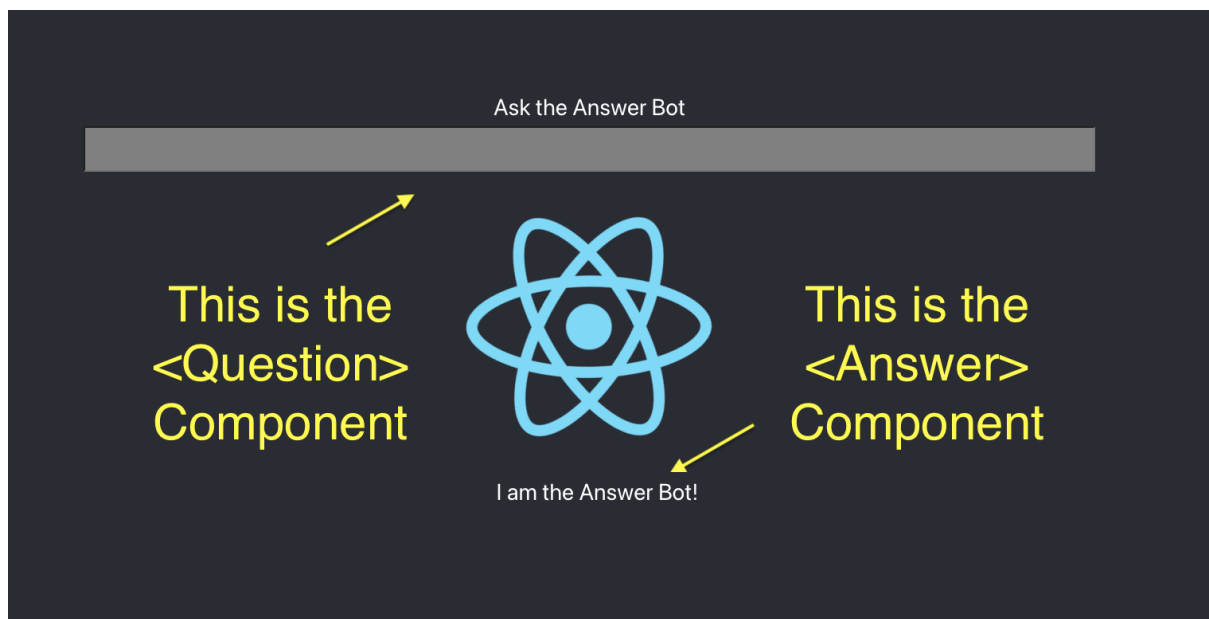 Ask the Answer Bot
This is the
<Question>
Component
This is the
<Answer>
Component
I am the Answer Bot!